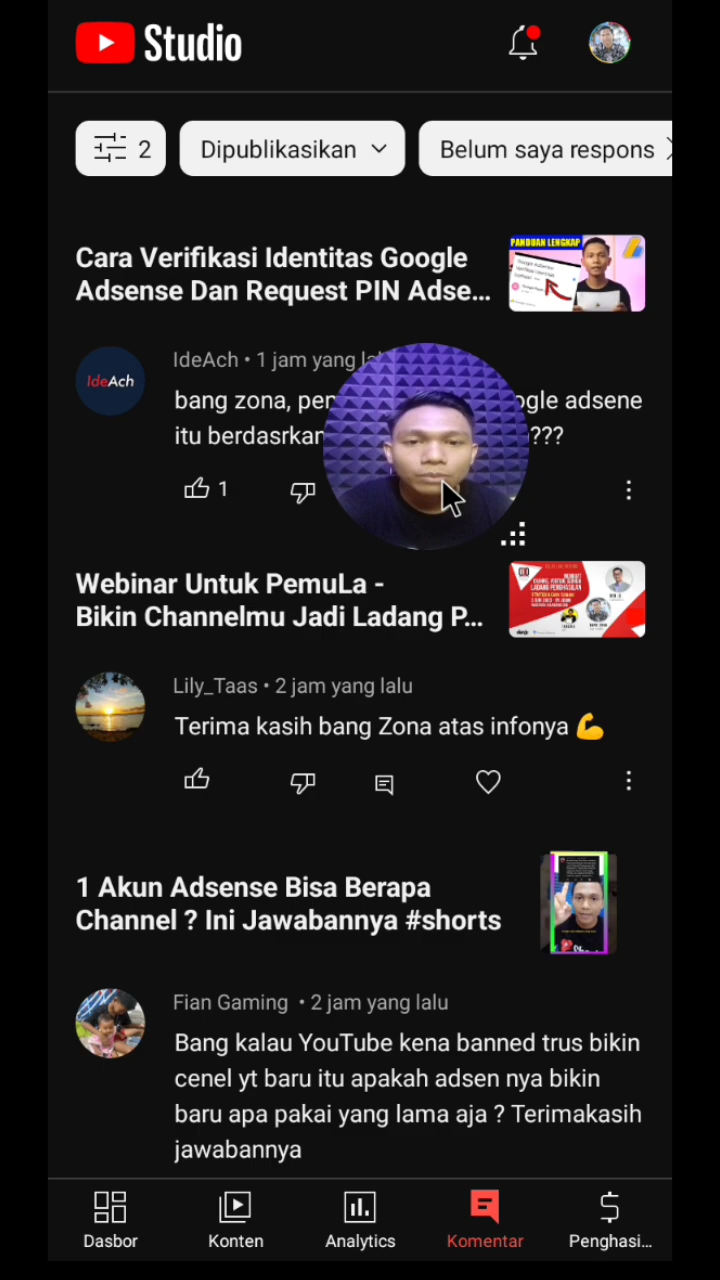 Studio
2
Dipublikasikan
Belum saya respons
Cara Verifikasi Identitas Google
Adsense Dan Request PIN Adse...
PANDUAN LENGKAP
IdeAch • 1 jam yang
IdeAch
bang zona, adsene
itu ???
1
Webinar Untuk PemuLa -
Bikin Channelmu Jadi Ladang P...
Lily_Taas • 2 jam yang lalu
Terima kasih bang Zona atas infonya 💪
1 Akun Adsense Bisa Berapa
Channel ? Ini Jawabannya #shorts
Fian Gaming • 2 jam yang lalu
Bang kalau YouTube kena banned trus bikin
cenel yt baru itu apakah adsen nya bikin
baru apa pakai yang lama aja ? Terimakasih
jawabannya
Dasbor
Konten
Analytics
Komentar
Penghasi...